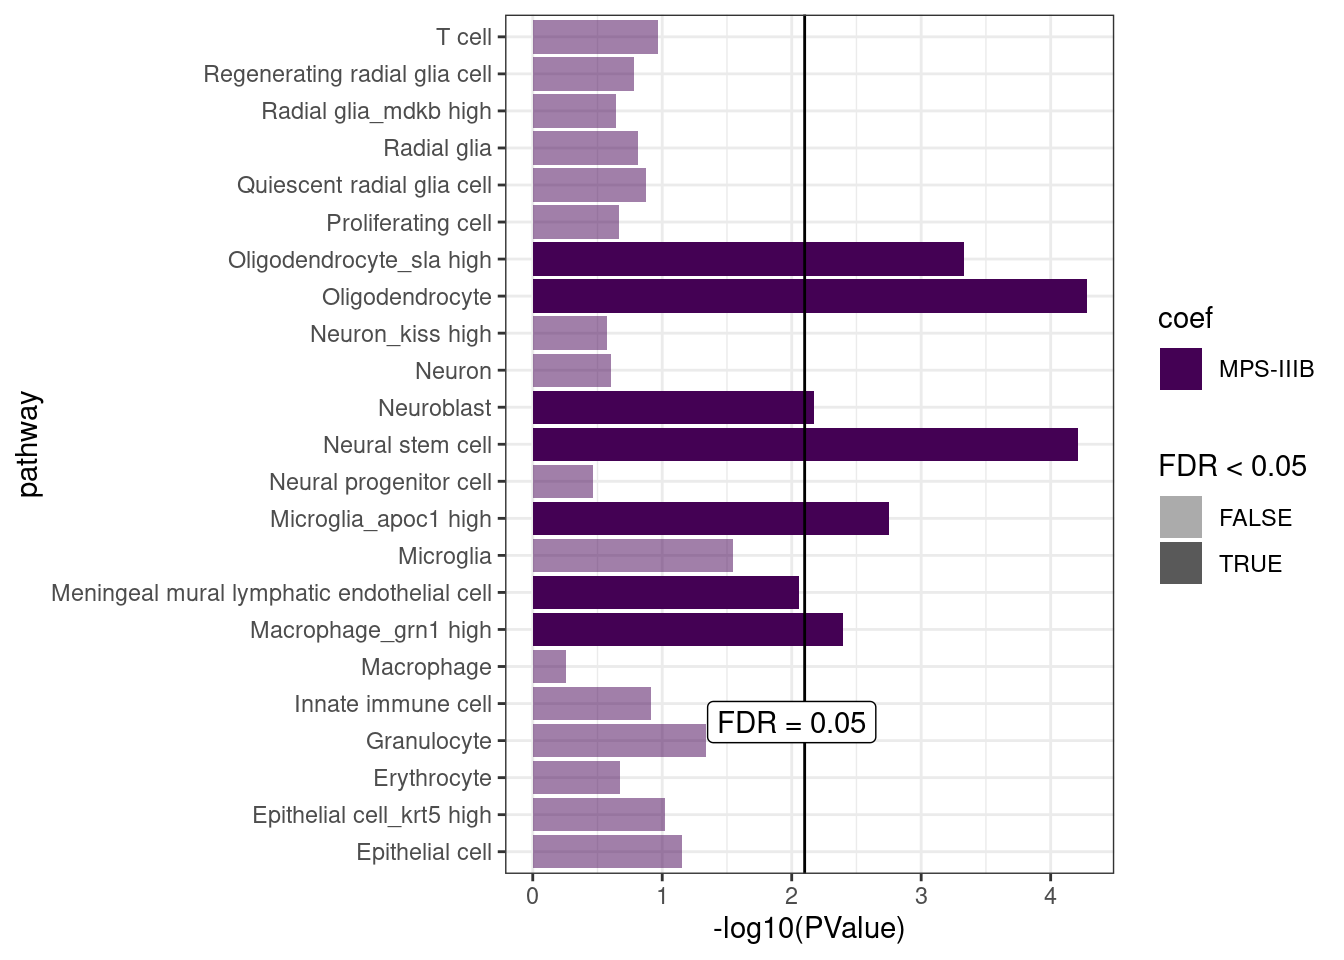 T cell
Regenerating radial glia cell
Radial glia_mdkb high
Radial glia
Quiescent radial glia cell
Proliferating cell
Oligodendrocyte_sla high
Oligodendrocyte
Neuron_kiss high
Neuron
Neuroblast
Neural stem cell
Neural progenitor cell
Microglia_apoc1 high
Microglia
Meningeal mural lymphatic endothelial cell
Macrophage_grn1 high
Macrophage
Innate immune cell
Granulocyte
Erythrocyte
Epithelial cell_krt5 high
Epithelial cell
pathway
FDR = 0.05
0 1 2 3 4
-log10(PValue)
coef
MPS-IIIB
FDR < 0.05
FALSE
TRUE